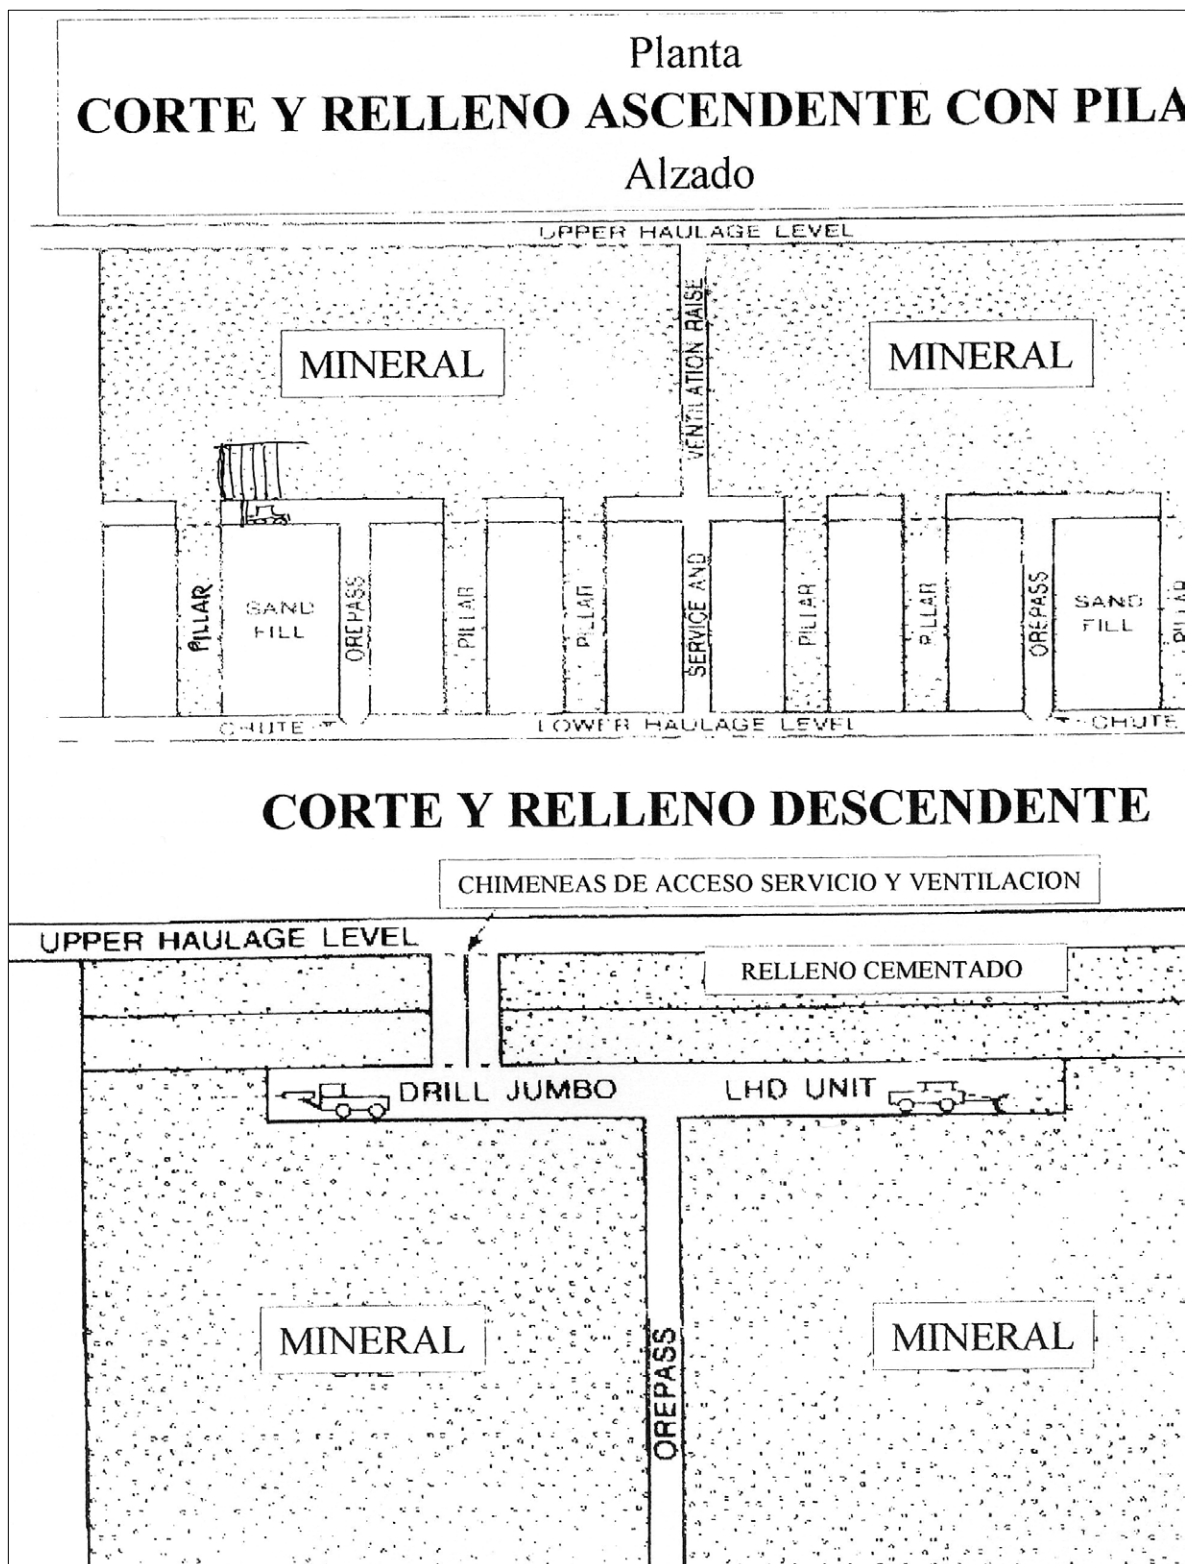 Planta
CORTE Y RELLENO ASCENDENTE CON PILA
Alzado
UPPER HAULAGE LEVEL
MINERAL
VENTILATION RAISE
MINERAL
PILLAR
SAND
FILL
OREPASS
PILLAR
PILLAR
SERVICE AND
PILLAR
PILLAR
OREPASS
SAND
FILL
PILLAR
CHUTE
LOWER HAULAGE LEVEL
CHUTE
CORTE Y RELLENO DESCENDENTE
CHIMENEAS DE ACCESO SERVICIO Y VENTILACION
UPPER HAULAGE LEVEL
RELLENO CEMENTADO
DRILL JUMBO
LHD UNIT
MINERAL
OREPASS
MINERAL